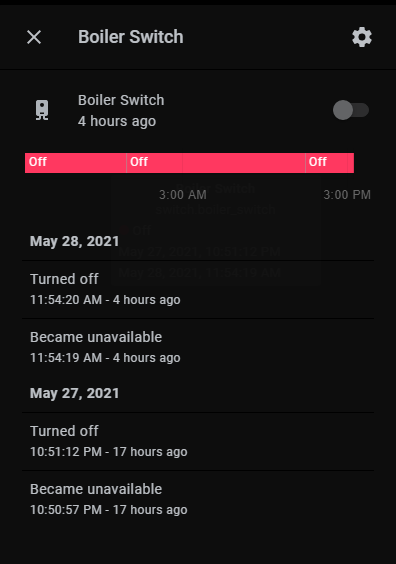 Boiler Switch
Boiler Switch
4 hours ago
Off Off Off
3:00 AM 3:00 PM
May 28, 2021
Turned off
11:54:20 AM - 4 hours ago
Became unavailable
11:54:19 AM - 4 hours ago
May 27, 2021
Turned off
10:51:12 PM - 17 hours ago
Became unavailable
10:50:57 PM - 17 hours ago